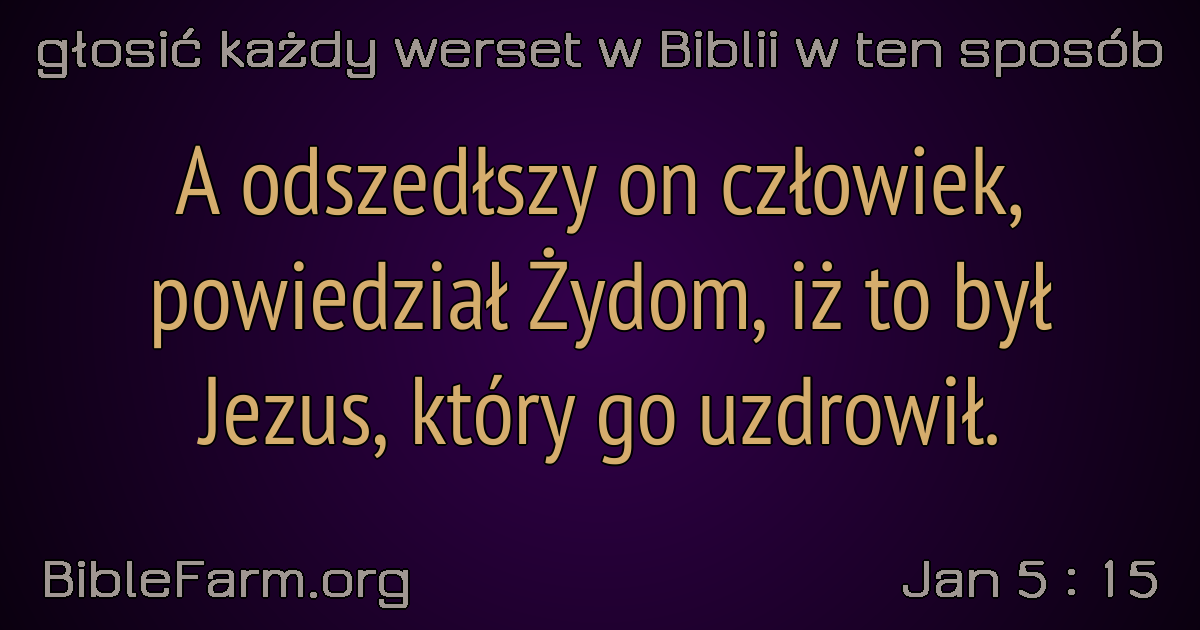 głosić każdy werset w Biblii w ten sposób
A odszedłszy on człowiek,
powiedział Żydom, iż to był
Jezus, który go uzdrowił.
BibleFarm.org
Jan 5 : 15